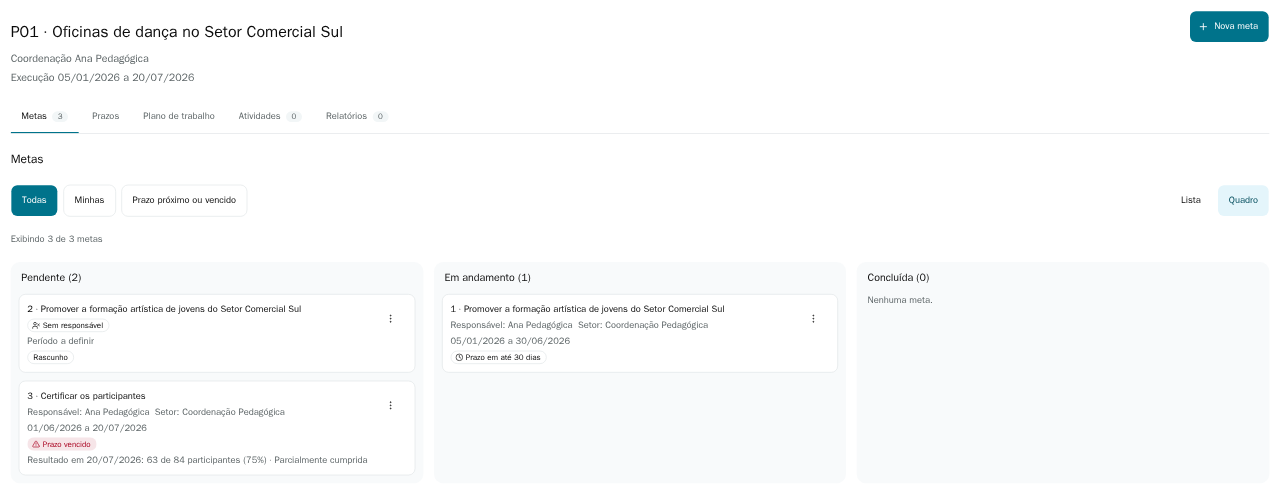 P01 · Oficinas de dança no Setor Comercial Sul
+ Nova meta
Coordenação Ana Pedagógica
Execução 05/01/2026 a 20/07/2026
Metas 3 Prazos Plano de trabalho Atividades 0 Relatórios 0
Metas
Todas Minhas Prazo próximo ou vencido Lista Quadro
Exibindo 3 de 3 metas
Pendente (2)
2 · Promover a formação artística de jovens do Setor Comercial Sul
Sem responsável
Período a definir
Rascunho
3 · Certificar os participantes
Responsável: Ana Pedagógica Setor: Coordenação Pedagógica
01/06/2026 a 20/07/2026
Prazo vencido
Resultado em 20/07/2026: 63 de 84 participantes (75%) · Parcialmente cumprida
Em andamento (1)
1 · Promover a formação artística de jovens do Setor Comercial Sul
Responsável: Ana Pedagógica Setor: Coordenação Pedagógica
05/01/2026 a 30/06/2026
Prazo em até 30 dias
Concluída (0)
Nenhuma meta.